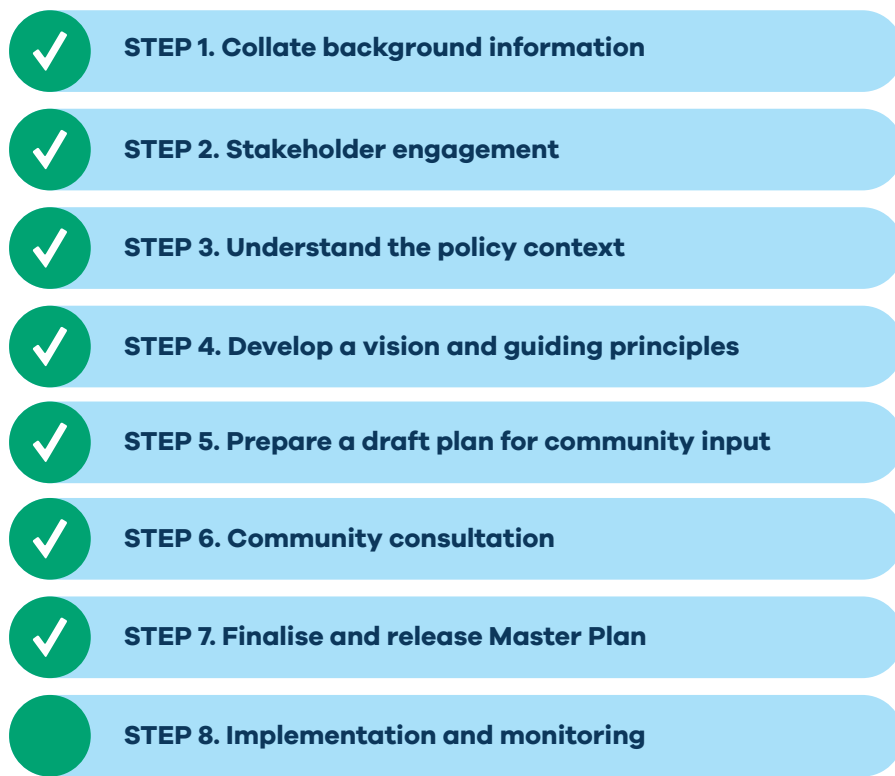 STEP 1. Collate background information
STEP 2. Stakeholder engagement
STEP 3. Understand the policy context
STEP 4. Develop a vision and guiding principles
STEP 5. Prepare a draft plan for community input
STEP 6. Community consultation
STEP 7. Finalise and release Master Plan
STEP 8. Implementation and monitoring